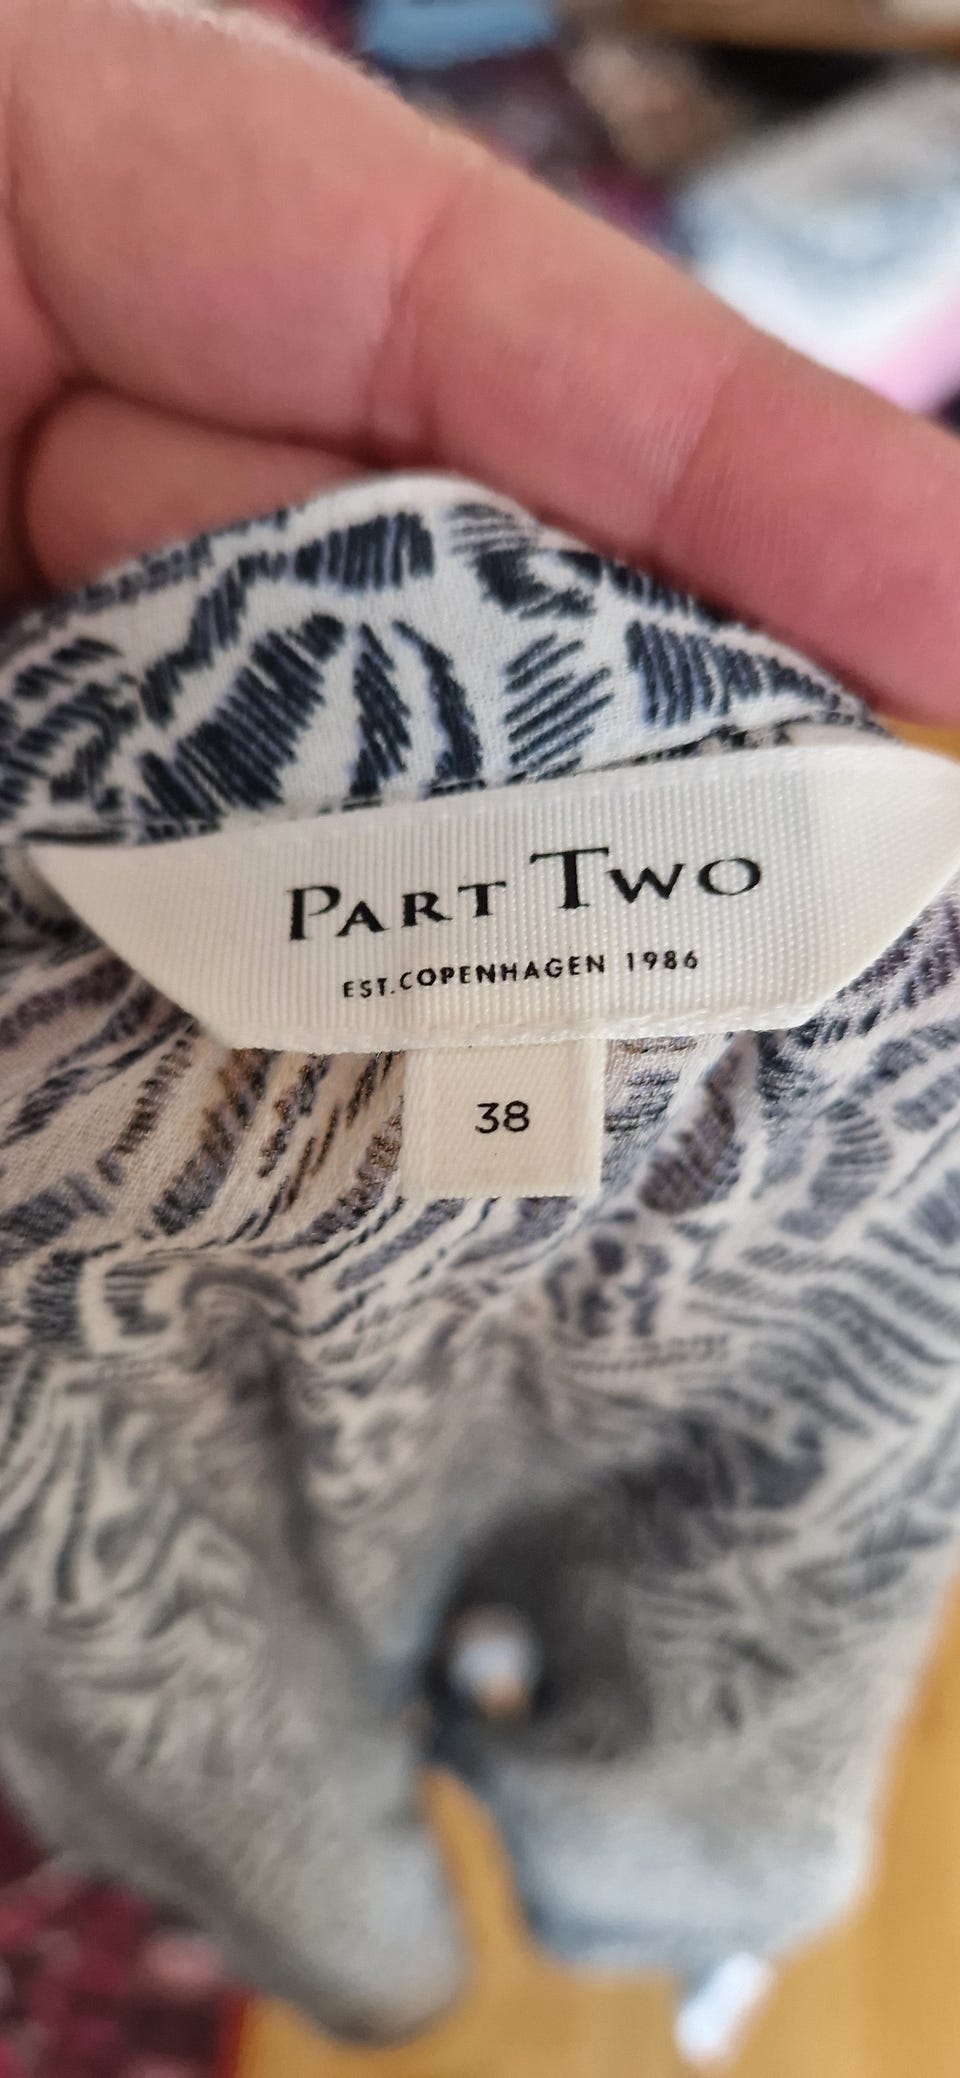 PART TWO
EST. COPENHAGEN 1986
38